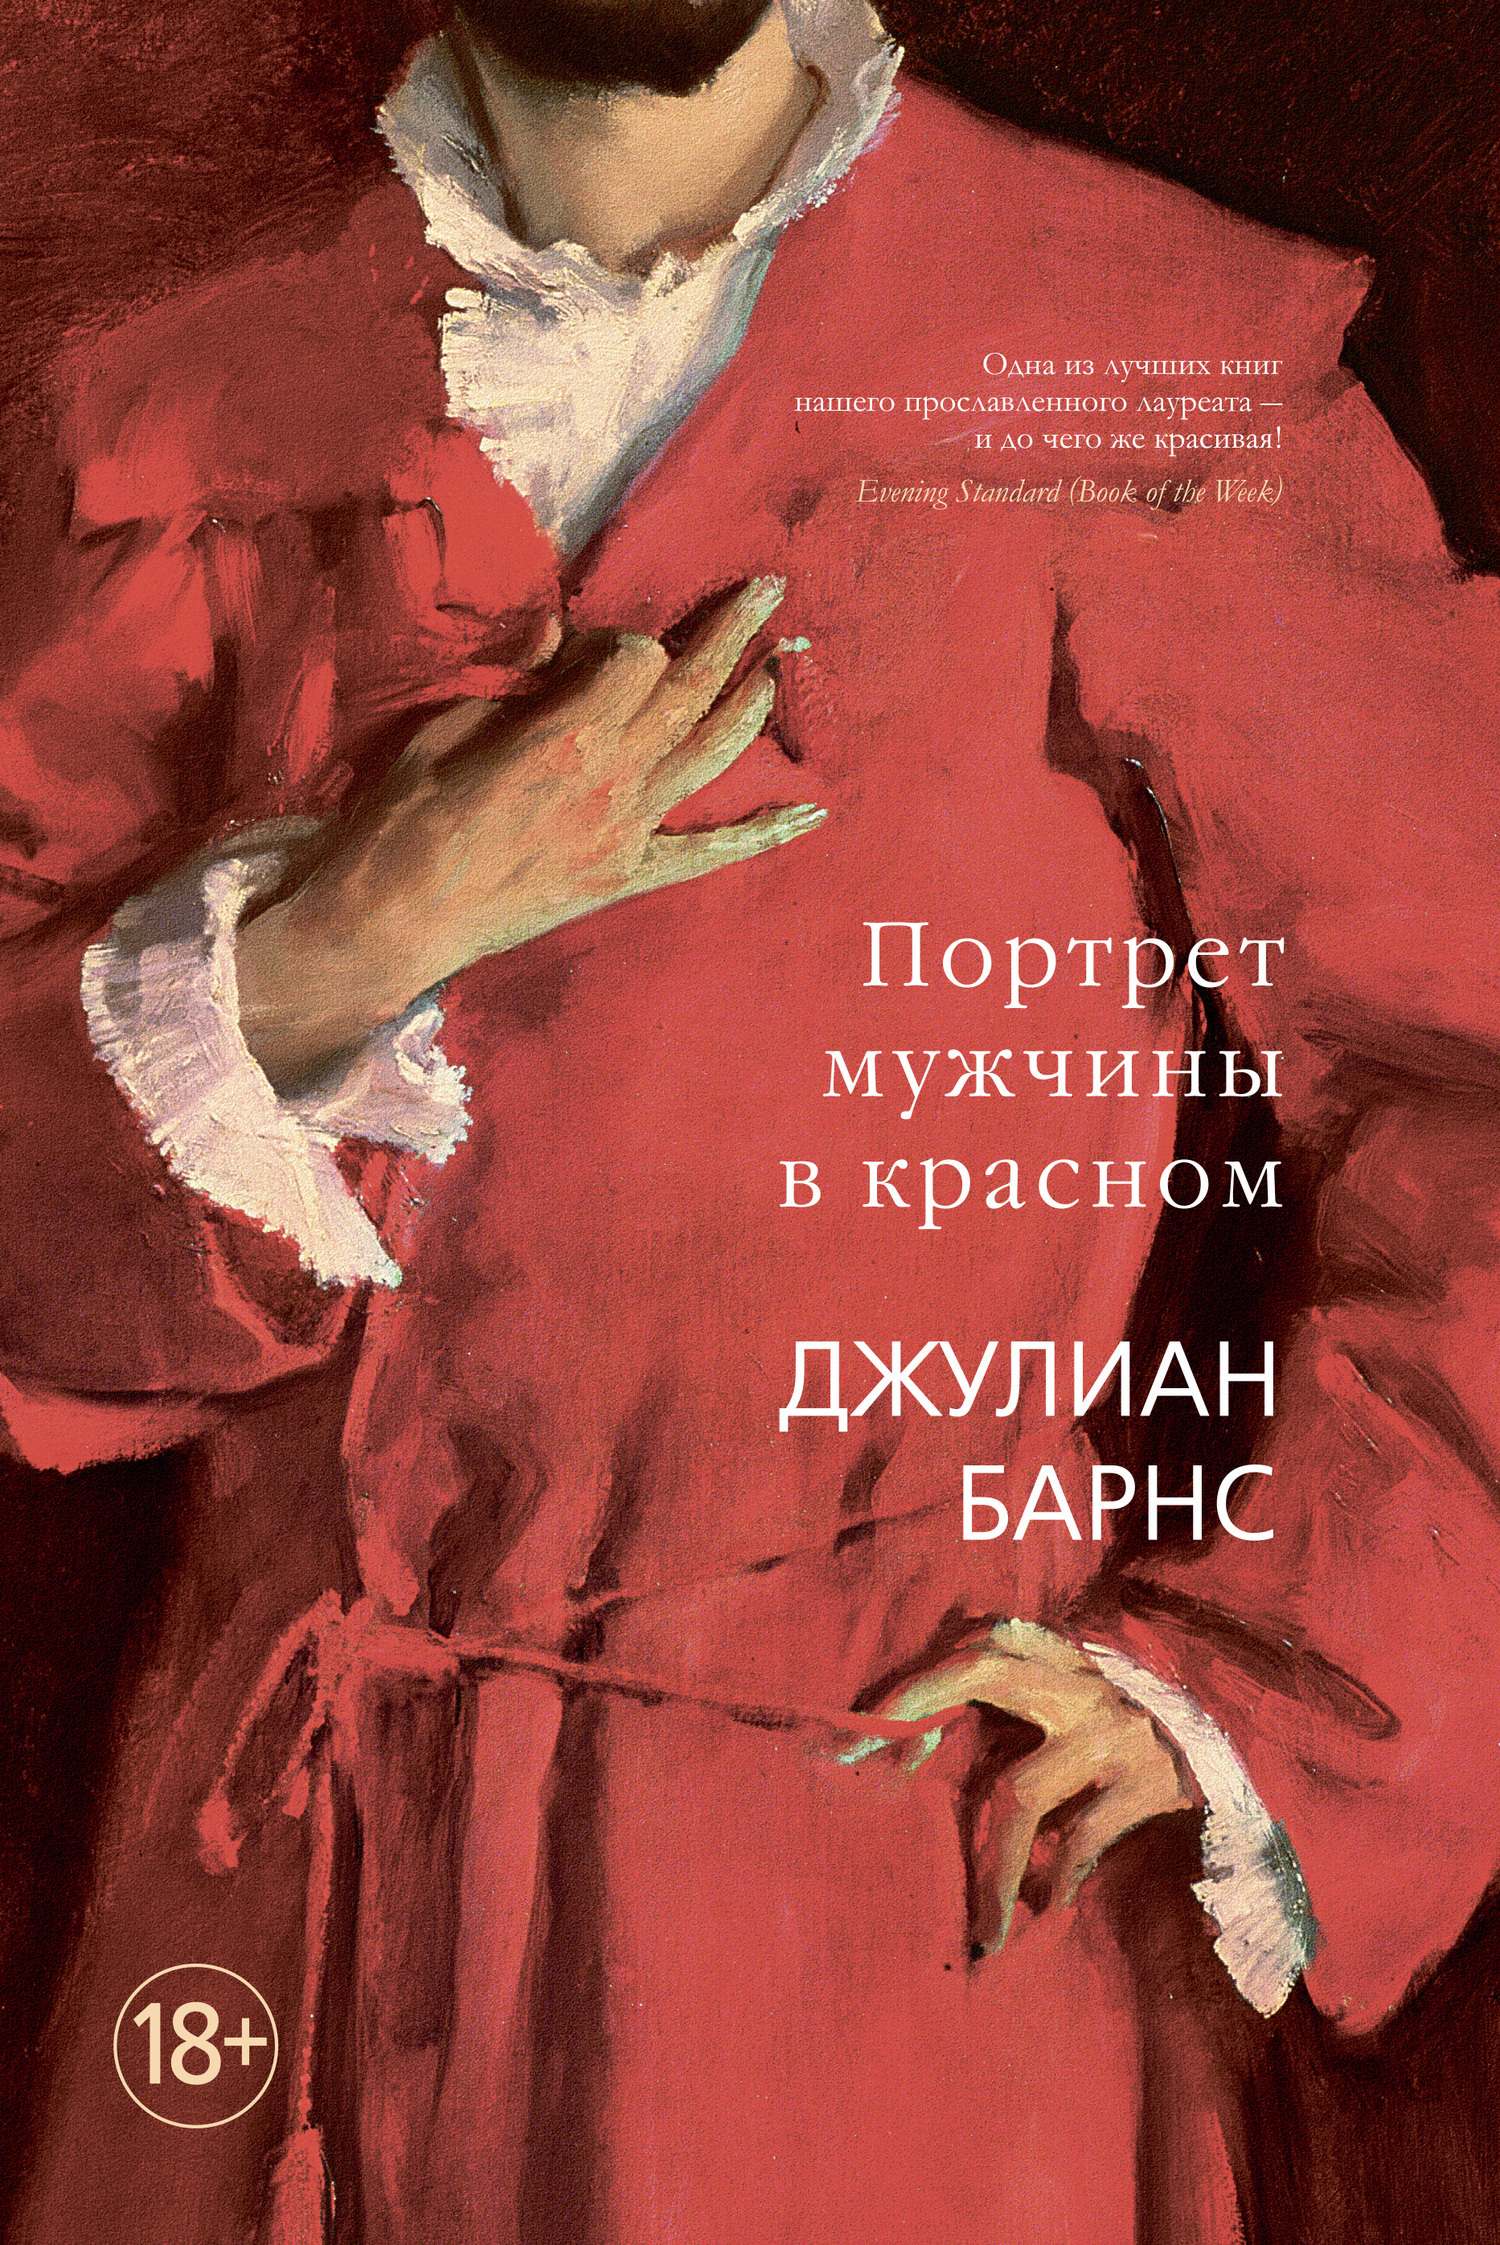 Одна из лучших книг
нашего прославленного лауреата —
и до чего же красивая!
Evening Standard (Book of the Week)
Портрет
мужчины
в красном
ДЖУЛИАН
БАРНС
18+